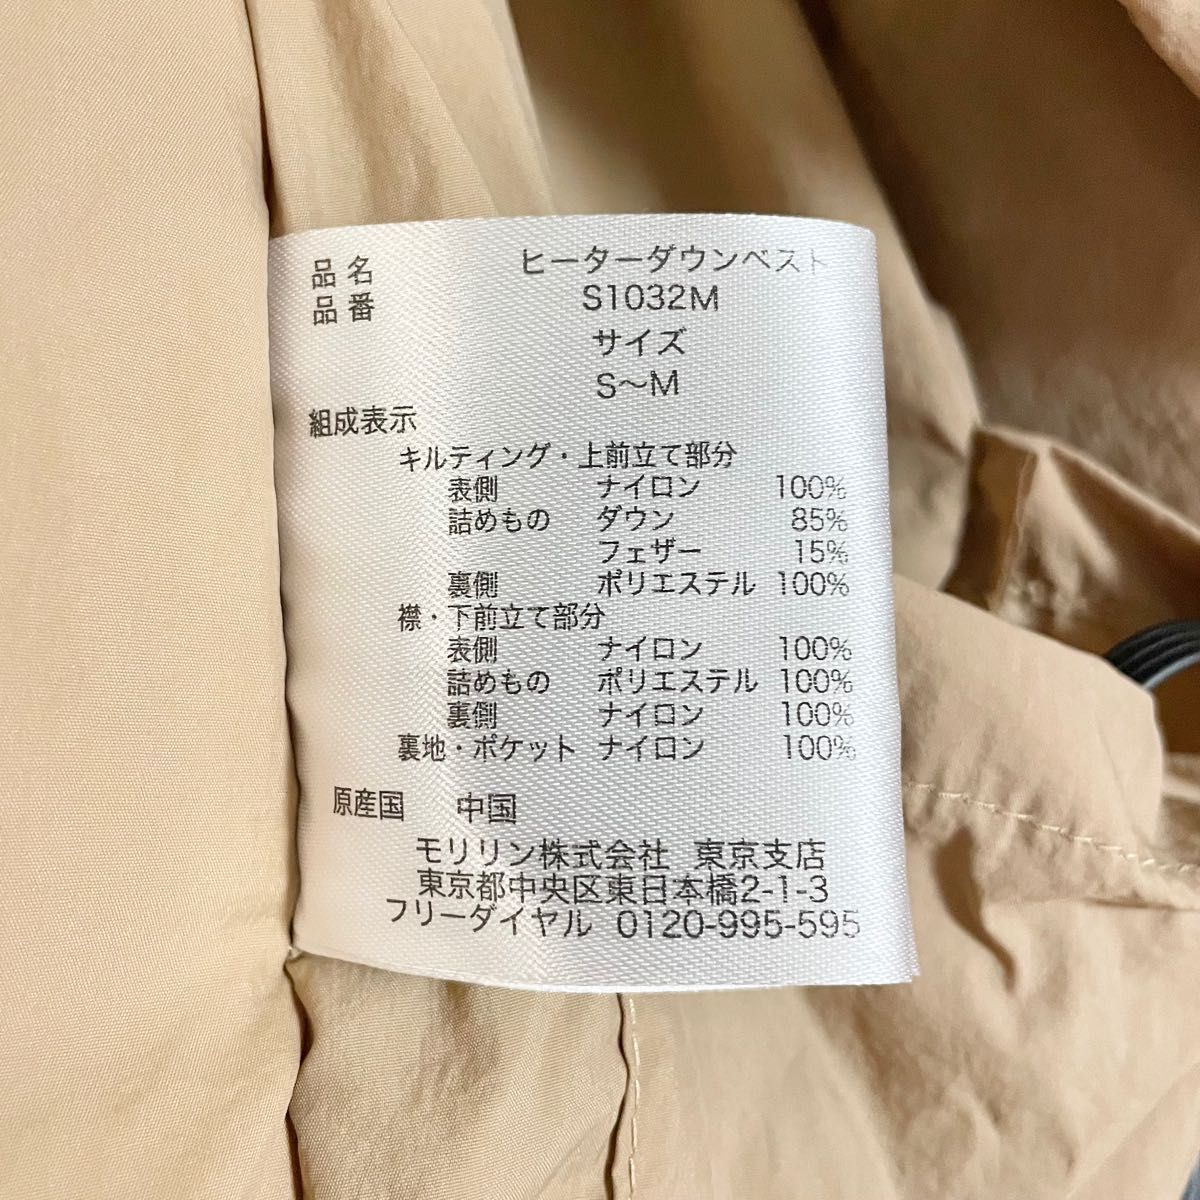 品名 ヒーターダウンベスト
品番 S1032M
サイズ
S～M
組成表示
キルティング・上前立て部分
表側 ナイロン 100%
詰めもの ダウン 85%
フェザー 15%
裏側 ポリエステル 100%
襟・下前立て部分
表側 ナイロン 100%
詰めもの ポリエステル 100%
裏側 ナイロン 100%
裏地・ポケット ナイロン 100%
原産国 中国
モリリン株式会社 東京支店
東京都中央区東日本橋2-1-3
フリーダイヤル 0120-995-595